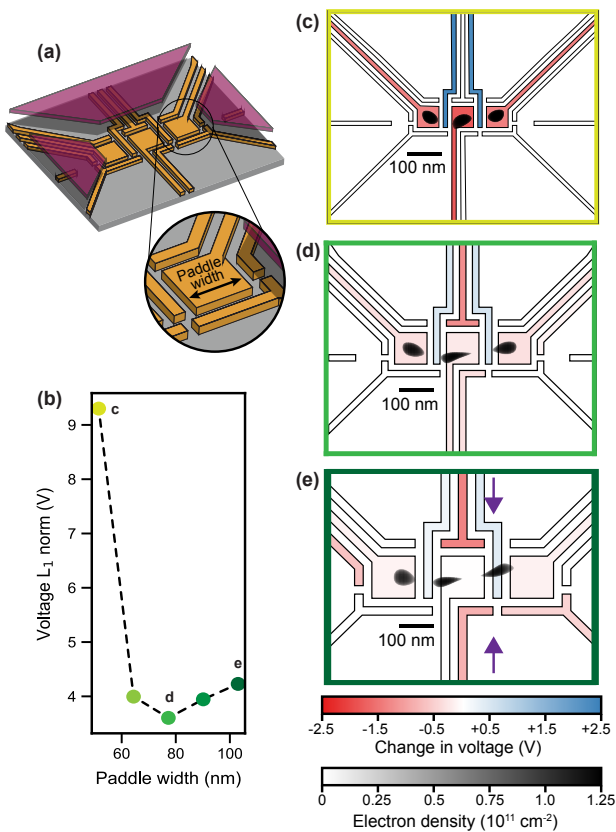 (a)
Paddle
width
(b)
c
d
e
9
8
7
6
5
4
Voltage L₁ norm (V)
60
80
100
Paddle width (nm)
(c)
100 nm
(d)
100 nm
(e)
100 nm
-2.5
-1.5
-0.5
+0.5
+1.5
+2.5
Change in voltage (V)
0
0.25
0.50
0.75
1.00
1.25
Electron density (10¹¹ cm⁻²)